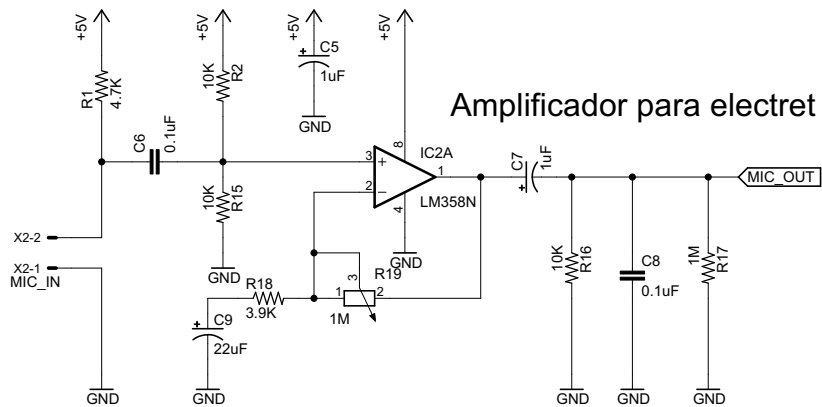 +5V
+5V
+5V
+5V
R1
4.7K
10K
R2
C5
1uF
GND
Amplificador para electret
C6
0.1uF
3
+
2
−
8
IC2A
1
4
LM358N
GND
C7
1uF
MIC_OUT
10K
R15
GND
X2-2
X2-1
MIC_IN
R18
3.9K
3
R19
1
2
1M
C9
22uF
10K
R16
C8
0.1uF
1M
R17
GND
GND
GND
GND
GND